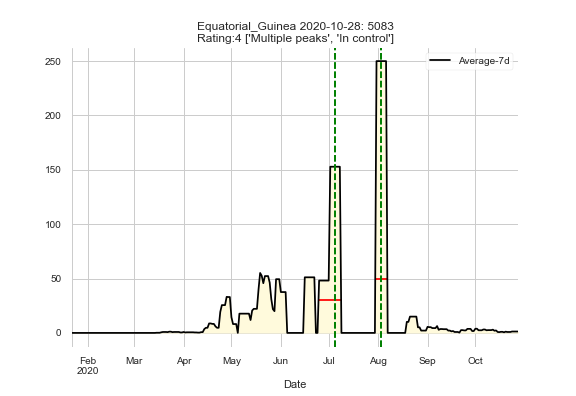 Equatorial_Guinea 2020-10-28: 5083
Rating:4 ['Multiple peaks', 'In control']
Average-7d
250
200
150
100
50
0
Feb Mar Apr May Jun Jul Aug Sep Oct
2020
Date